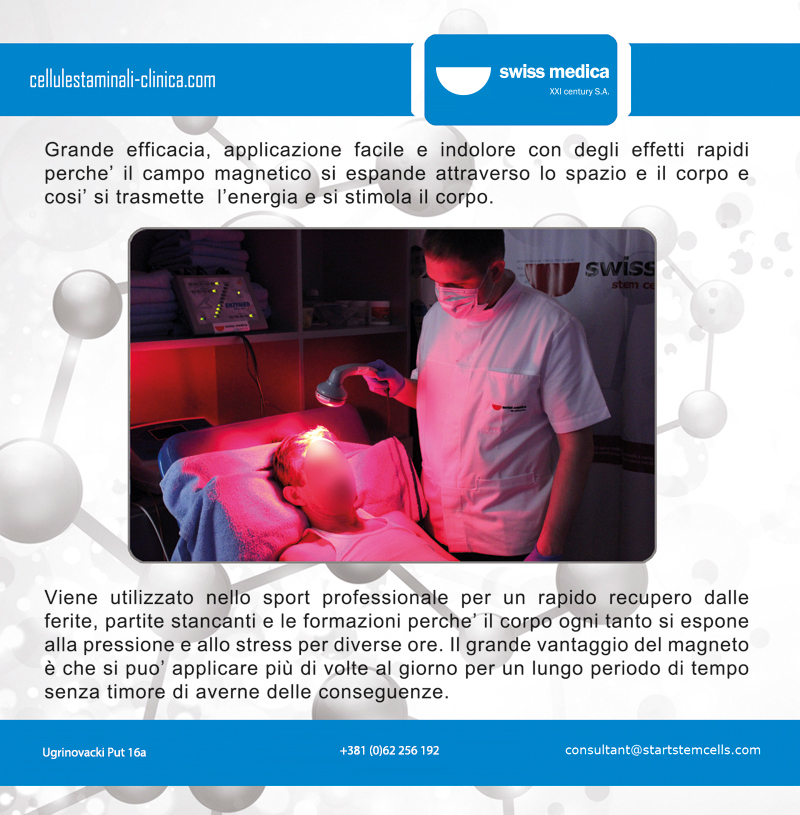 cellulestaminali-clinica.com
swiss medica
XXI century S.A.
Grande efficacia, applicazione facile e indolore con degli effetti rapidi
perche’ il campo magnetico si espande attraverso lo spazio e il corpo e
cosi’ si trasmette l’energia e si stimola il corpo.
swiss
stem ce
Viene utilizzato nello sport professionale per un rapido recupero dalle
ferite, partite stancanti e le formazioni perche’ il corpo ogni tanto si espone
alla pressione e allo stress per diverse ore. Il grande vantaggio del magneto
è che si puo’ applicare più di volte al giorno per un lungo periodo di tempo
senza timore di averne delle conseguenze.
Ugrinovacki Put 16a
+381 (0)62 256 192
consultant@startstemcells.com